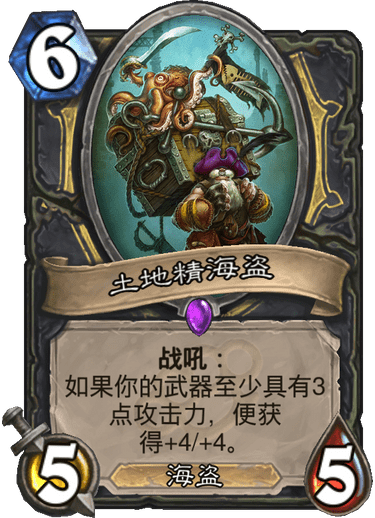 6
土地精海盗
战吼：
如果你的武器至少具有3
点攻击力，便获
得+4/+4。
5
海盗
5